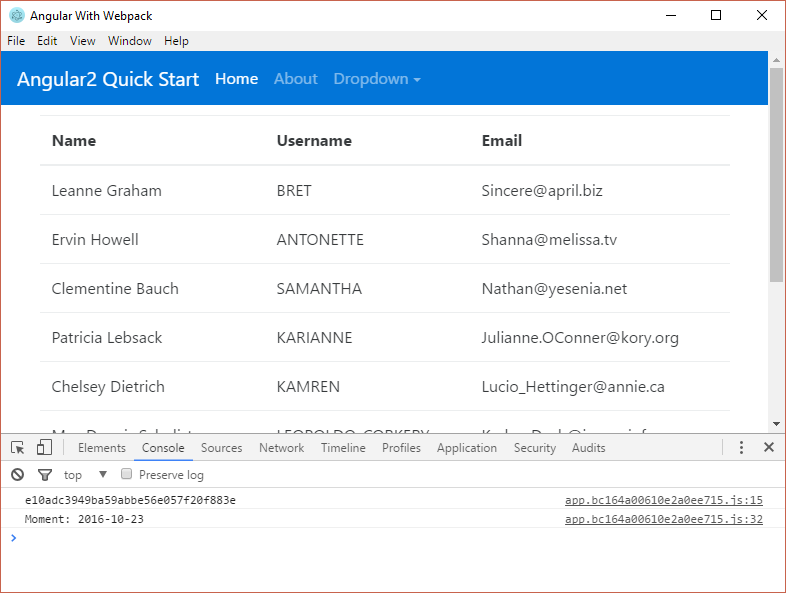 Angular With Webpack
File Edit View Window Help
Angular2 Quick Start Home About Dropdown
Name Username Email
Leanne Graham BRET Sincere@april.biz
Ervin Howell ANTONETTE Shanna@melissa.tv
Clementine Bauch SAMANTHA Nathan@yesenia.net
Patricia Lebsack KARIANNE Julianne.OConner@kory.org
Chelsey Dietrich KAMREN Lucio_Hettinger@annie.ca
Elements Console Sources Network Timeline Profiles Application Security Audits
top Preserve log
e10adc3949ba59abbe56e057f20f883e app.bc164a00610e2a0ee715.js:15
Moment: 2016-10-23 app.bc164a00610e2a0ee715.js:32